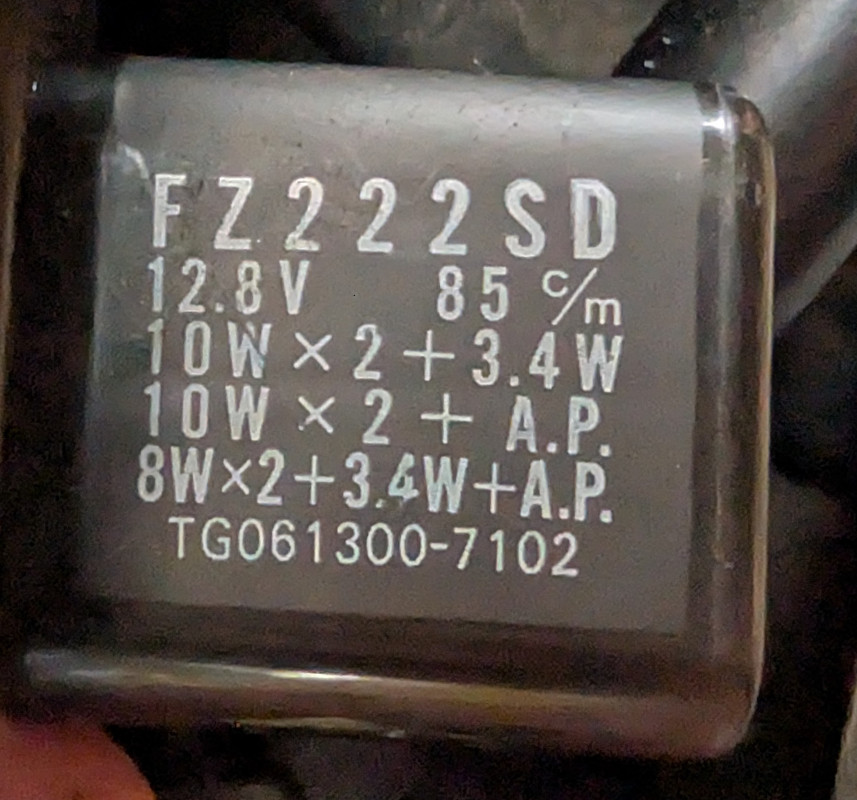 FZ222SD
12.8V 85 c/m
10W × 2 + 3.4W
10W × 2 + A.P.
8W×2+3.4W+A.P.
TG061300-7102